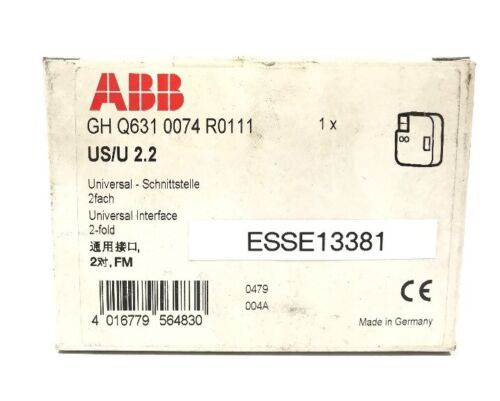 ABB
GH Q631 0074 R0111 1 x
US/U 2.2
Universal - Schnittstelle
2fach
Universal Interface
2-fold
通用接口,
2对, FM
ESSE13381
0479
004A
CE
4 016779 564830
Made in Germany